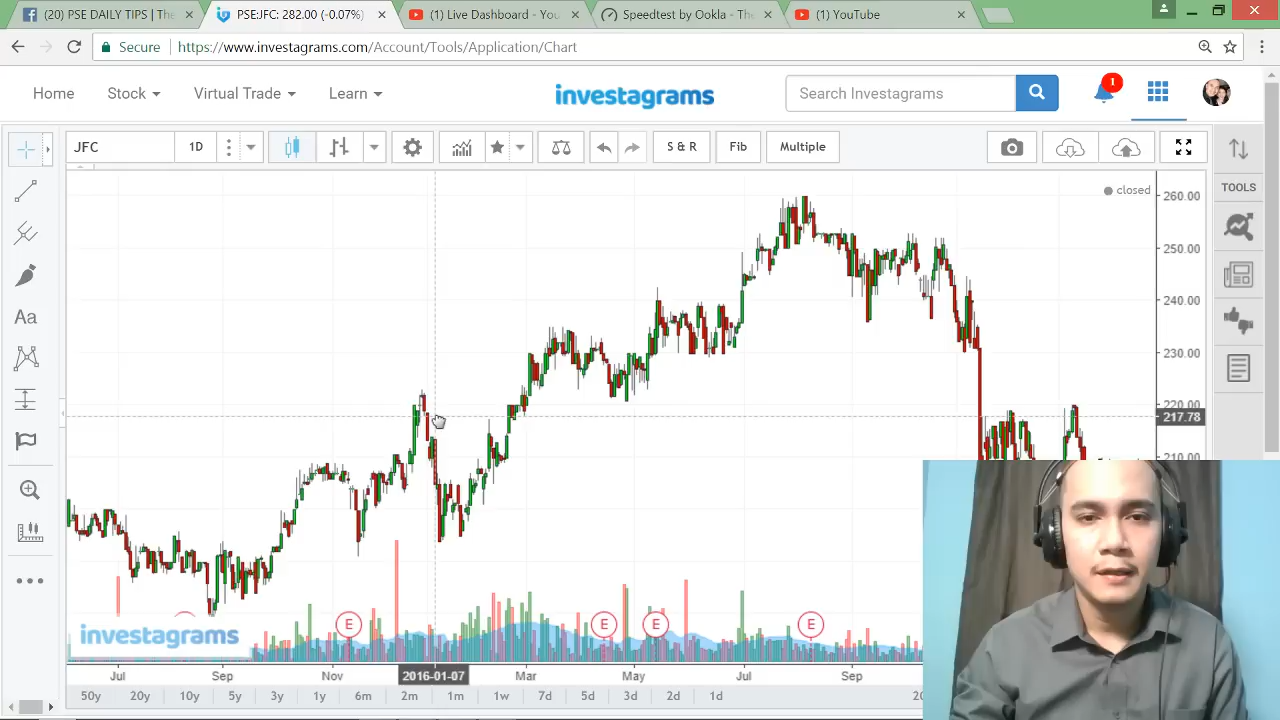 (20) PSE DAILY TIPS | The
PSE:JFC: 282.00 (-0.07%)
(1) Live Dashboard - You
Speedtest by Ookla - The
(1) YouTube
Secure
https://www.investagrams.com/Account/Tools/Application/Chart
Home
Stock
Virtual Trade
Learn
investagrams
Search Investagrams
1
JFC
1D
S & R
Fib
Multiple
TOOLS
closed
260.00
250.00
240.00
230.00
220.00
217.78
210.00
Aa
E
E
E
E
investagrams
Jul
Sep
Nov
2016-01-07
Mar
May
Jul
Sep
50y
20y
10y
5y
3y
1y
6m
2m
1m
1w
7d
5d
3d
2d
1d